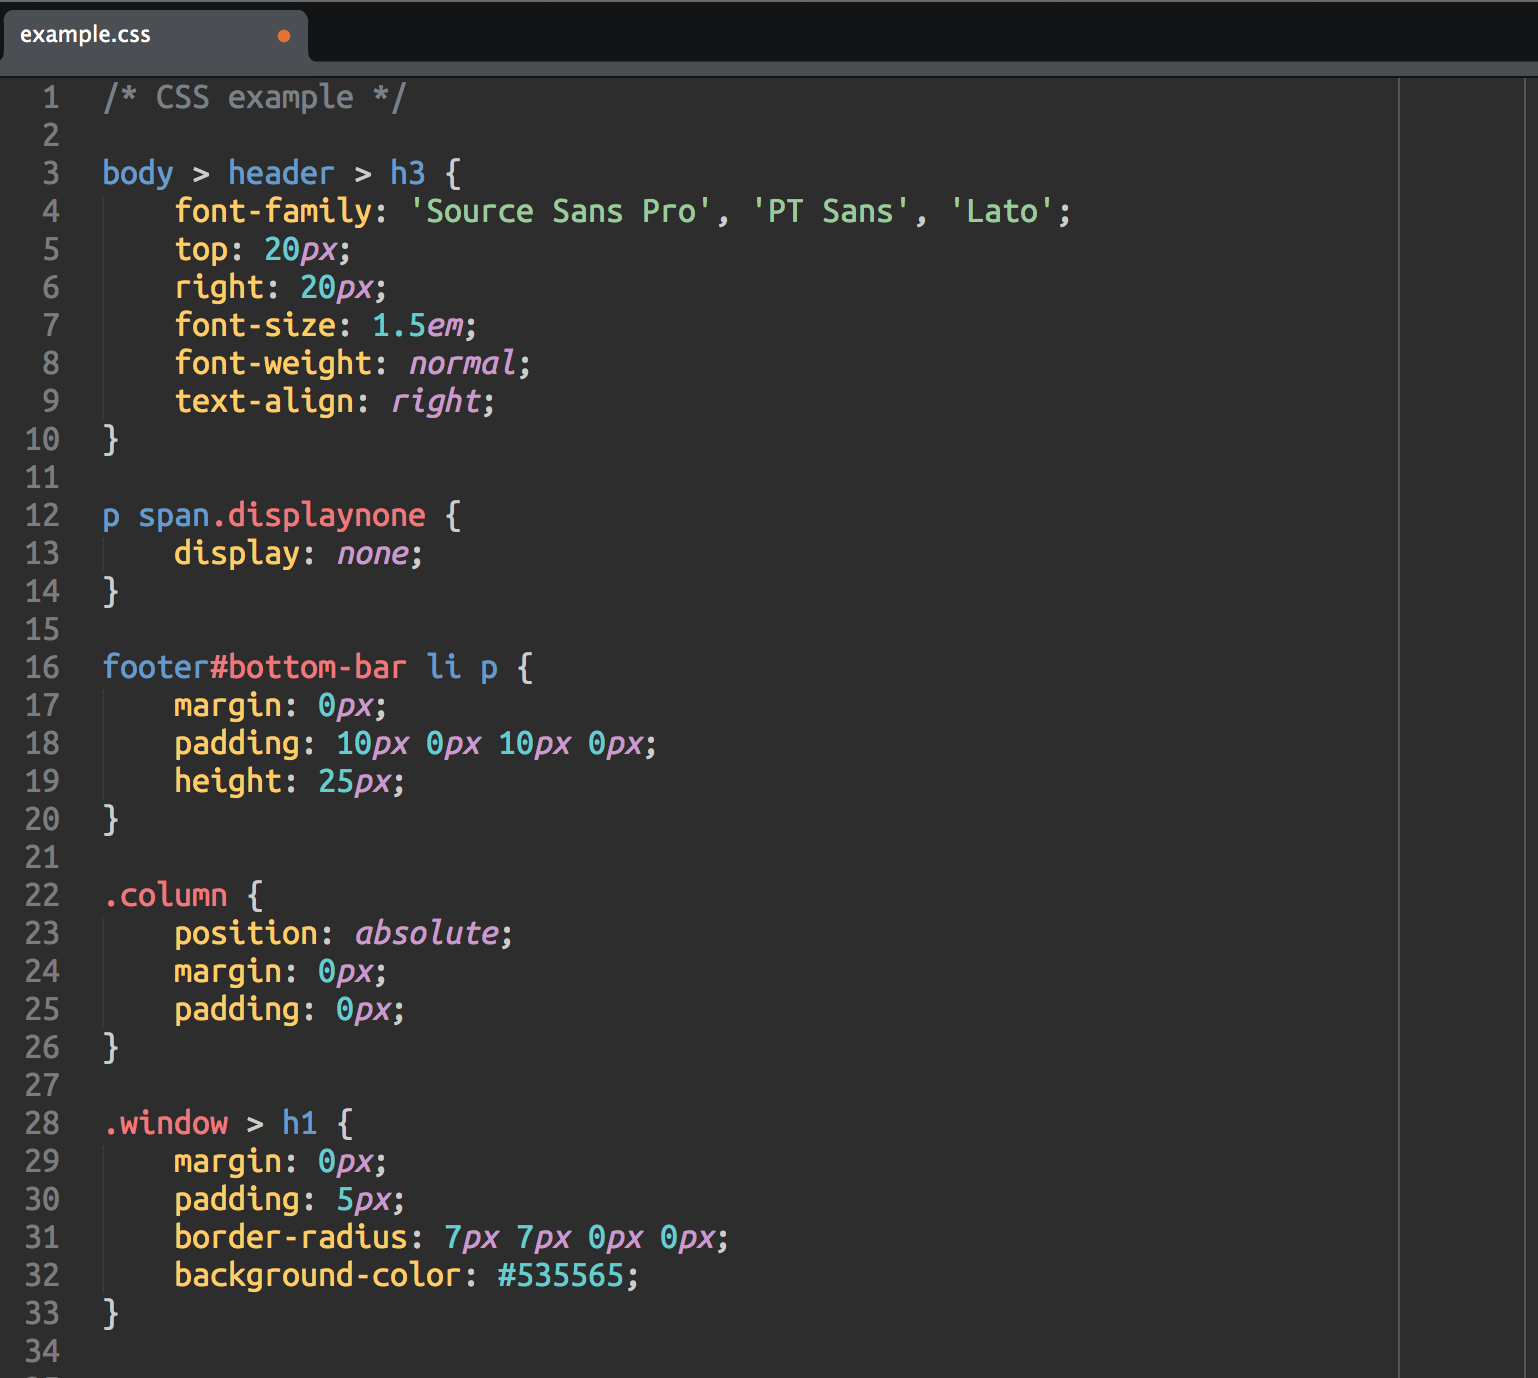 example.css
1 /* CSS example */
2
3 body > header > h3 {
4     font-family: 'Source Sans Pro', 'PT Sans', 'Lato';
5     top: 20px;
6     right: 20px;
7     font-size: 1.5em;
8     font-weight: normal;
9     text-align: right;
10 }
11
12 p span.displaynone {
13     display: none;
14 }
15
16 footer#bottom-bar li p {
17     margin: 0px;
18     padding: 10px 0px 10px 0px;
19     height: 25px;
20 }
21
22 .column {
23     position: absolute;
24     margin: 0px;
25     padding: 0px;
26 }
27
28 .window > h1 {
29     margin: 0px;
30     padding: 5px;
31     border-radius: 7px 7px 0px 0px;
32     background-color: #535565;
33 }
34